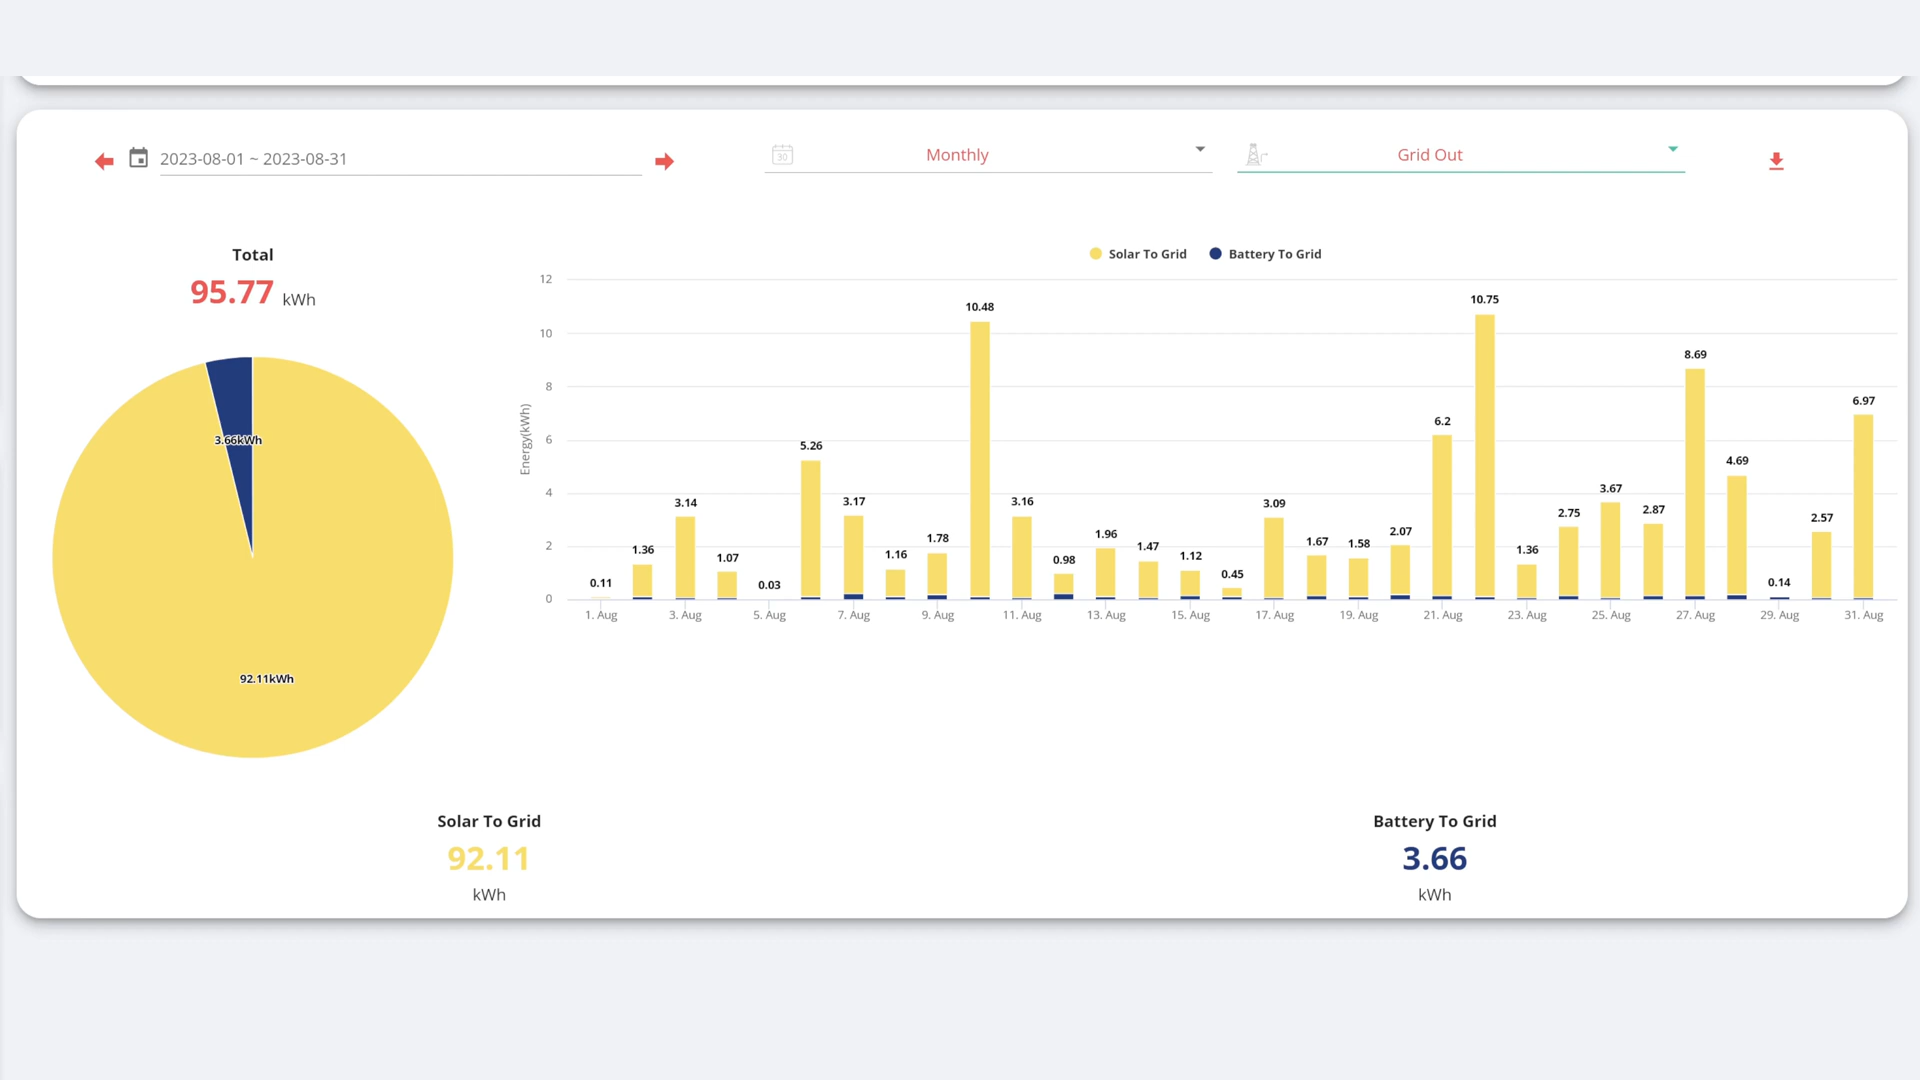 2023-08-01 ~ 2023-08-31
30
Monthly
Grid Out
Total
95.77 kWh
3.66kWh
92.11kWh
Solar To Grid
Battery To Grid
Energy(kWh)
12
10
8
6
4
2
0
0.11
1.36
3.14
1.07
0.03
5.26
3.17
1.16
1.78
10.48
3.16
0.98
1.96
1.47
1.12
0.45
3.09
1.67
1.58
2.07
6.2
10.75
1.36
2.75
3.67
2.87
8.69
4.69
0.14
2.57
6.97
1. Aug
3. Aug
5. Aug
7. Aug
9. Aug
11. Aug
13. Aug
15. Aug
17. Aug
19. Aug
21. Aug
23. Aug
25. Aug
27. Aug
29. Aug
31. Aug
Solar To Grid
92.11
kWh
Battery To Grid
3.66
kWh